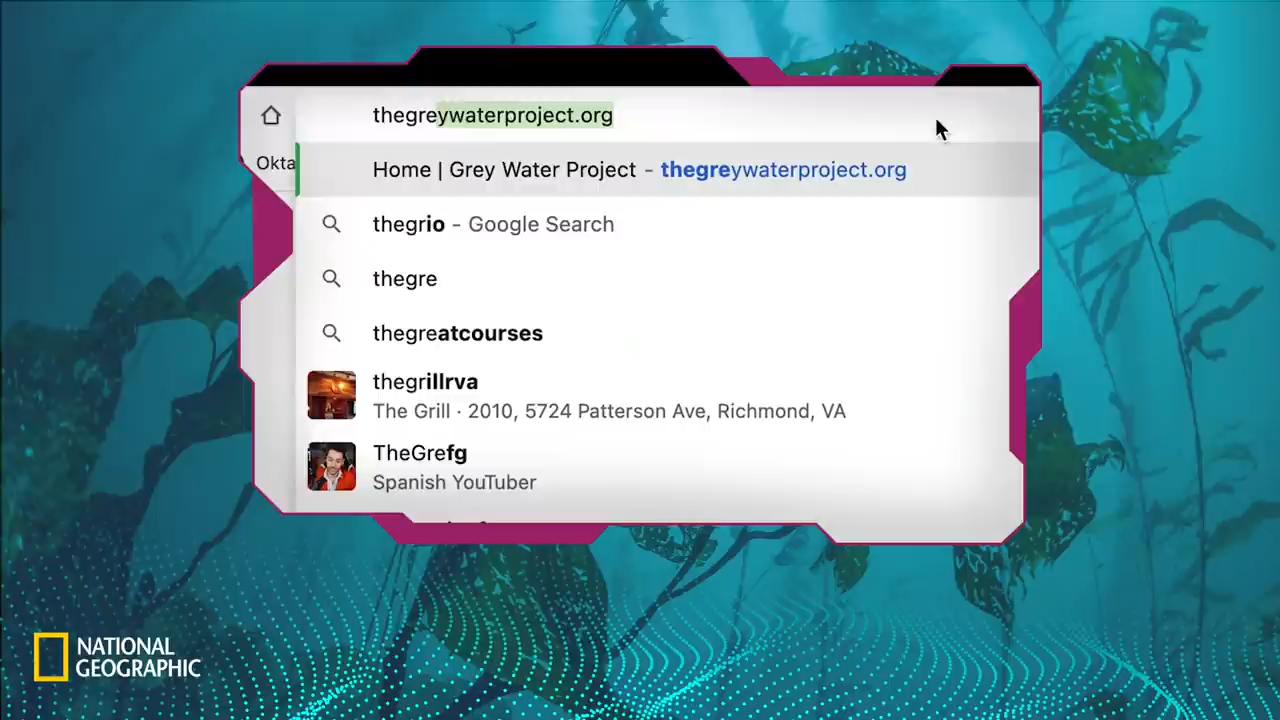 thegreywaterproject.org
Okta
Home | Grey Water Project – thegreywaterproject.org
thegrio – Google Search
thegre
thegreatcourses
thegrillrva
The Grill · 2010, 5724 Patterson Ave, Richmond, VA
TheGrefg
Spanish YouTuber
NATIONAL
GEOGRAPHIC